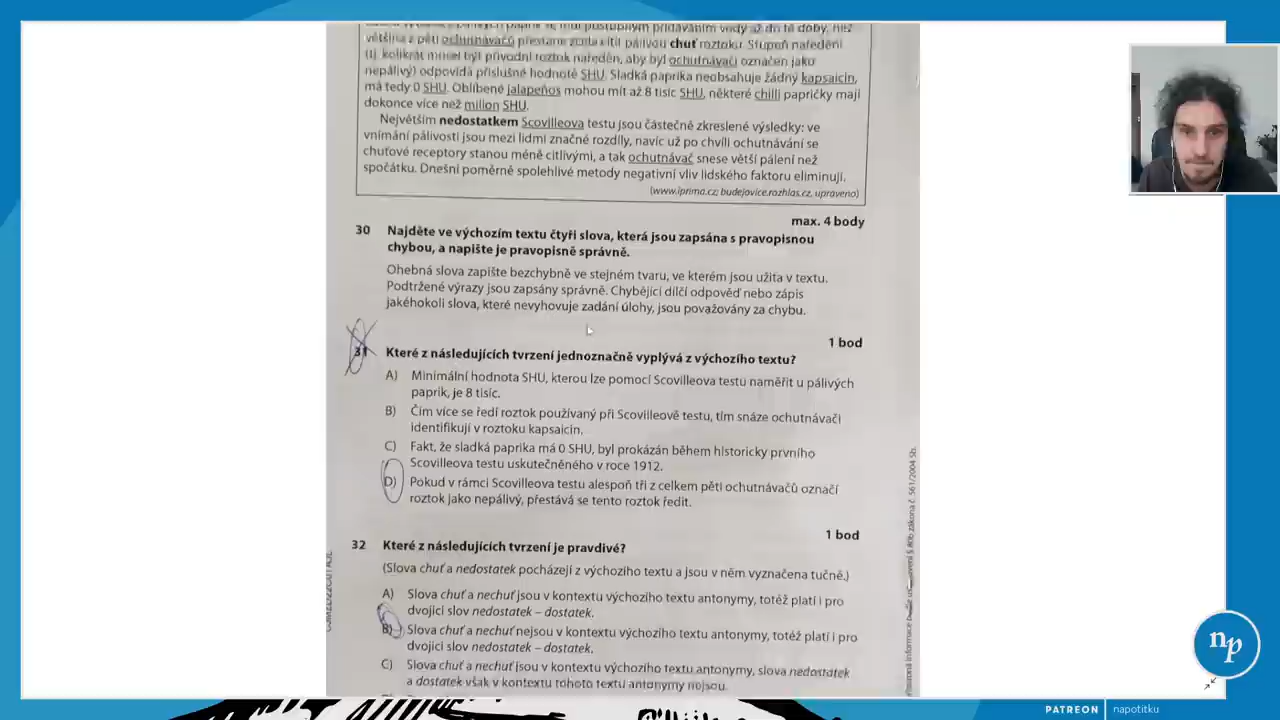 většina z pěti ochutnávačů přestane zcela cítit pálivou chuť roztoku. Stupeň naředění
(tj. kolikrát musel být původní roztok naředěn, aby byl ochutnávači označen jako
nepálivý) odpovídá příslušné hodnotě SHU. Sladká paprika neobsahuje žádný kapsaicin,
má tedy 0 SHU. Oblíbené jalapeños mohou mít až 8 tisíc SHU, některé chilli papričky mají
dokonce více než milion SHU.
Největším nedostatkem Scovilleova testu jsou částečně zkreslené výsledky: ve
vnímání pálivosti jsou mezi lidmi značné rozdíly, navíc už po chvíli ochutnávání se
chuťové receptory stanou méně citlivými, a tak ochutnávač snese větší pálení než
zpočátku. Dnešní poměrně spolehlivé metody negativní vliv lidského faktoru eliminují.
(www.iprima.cz; budejovice.rozhlas.cz, upraveno)
max. 4 body
30 Najděte ve výchozím textu čtyři slova, která jsou zapsána s pravopisnou
chybou, a napište je pravopisně správně.
Ohebná slova zapište bezchybně ve stejném tvaru, ve kterém jsou užita v textu.
Podtržené výrazy jsou zapsány správně. Chybějící dílčí odpověď nebo zápis
jakéhokoli slova, které nevyhovuje zadání úlohy, jsou považovány za chybu.
1 bod
31 Které z následujících tvrzení jednoznačně vyplývá z výchozího textu?
A) Minimální hodnota SHU, kterou lze pomocí Scovilleova testu naměřit u pálivých
paprik, je 8 tisíc.
B) Čím více se ředí roztok používaný při Scovilleově testu, tím snáze ochutnávači
identifikují v roztoku kapsaicin.
C) Fakt, že sladká paprika má 0 SHU, byl prokázán během historicky prvního
Scovilleova testu uskutečněného v roce 1912.
D) Pokud v rámci Scovilleova testu alespoň tři z celkem pěti ochutnávačů označí
roztok jako nepálivý, přestává se tento roztok ředit.
1 bod
32 Které z následujících tvrzení je pravdivé?
(Slova chuť a nedostatek pocházejí z výchozího textu a jsou v něm vyznačena tučně.)
A) Slova chuť a nechuť jsou v kontextu výchozího textu antonymy, totéž platí i pro
dvojici slov nedostatek – dostatek.
B) Slova chuť a nechuť nejsou v kontextu výchozího textu antonymy, totéž platí i pro
dvojici slov nedostatek – dostatek.
C) Slova chuť a nechuť jsou v kontextu výchozího textu antonymy, slova nedostatek
a dostatek však v kontextu tohoto textu antonymy nejsou.
zákona č. 561/2004 Sb.
np
PATREON napotitku